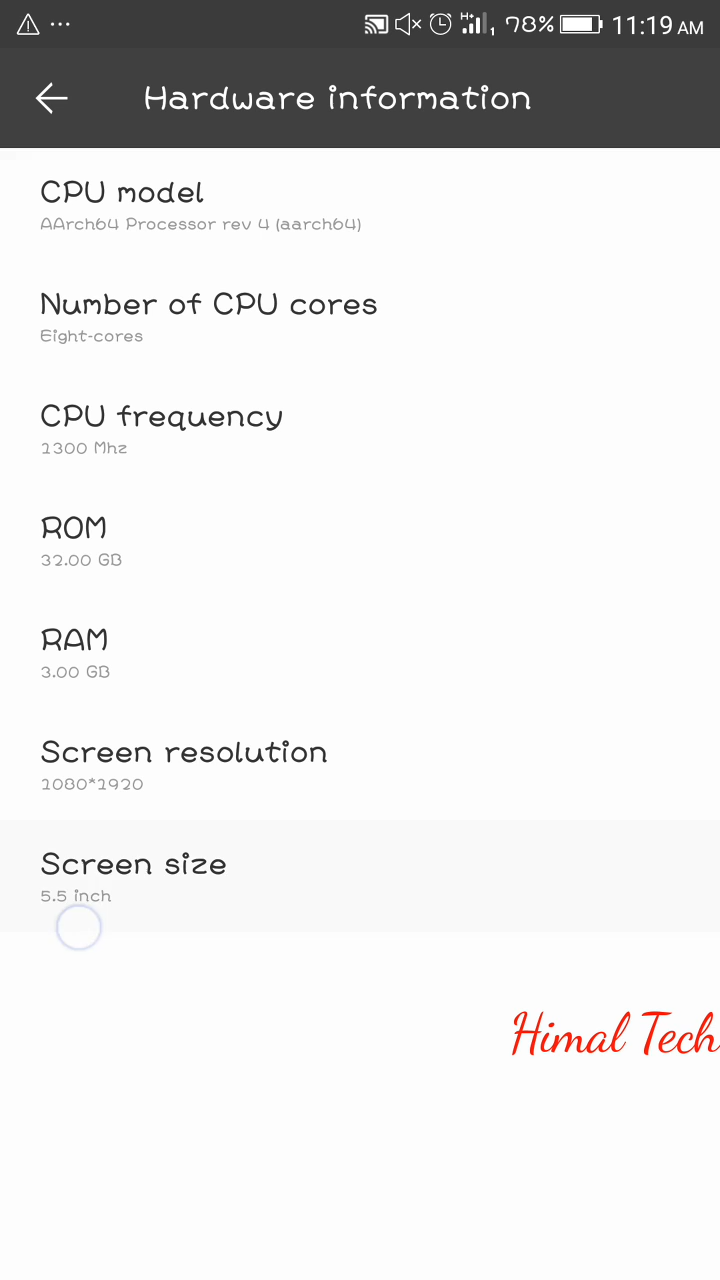 78% 11:19 AM
Hardware information
CPU model
AArch64 Processor rev 4 (aarch64)
Number of CPU cores
Eight-cores
CPU frequency
1300 Mhz
ROM
32.00 GB
RAM
3.00 GB
Screen resolution
1080*1920
Screen size
5.5 inch
Himal Tech